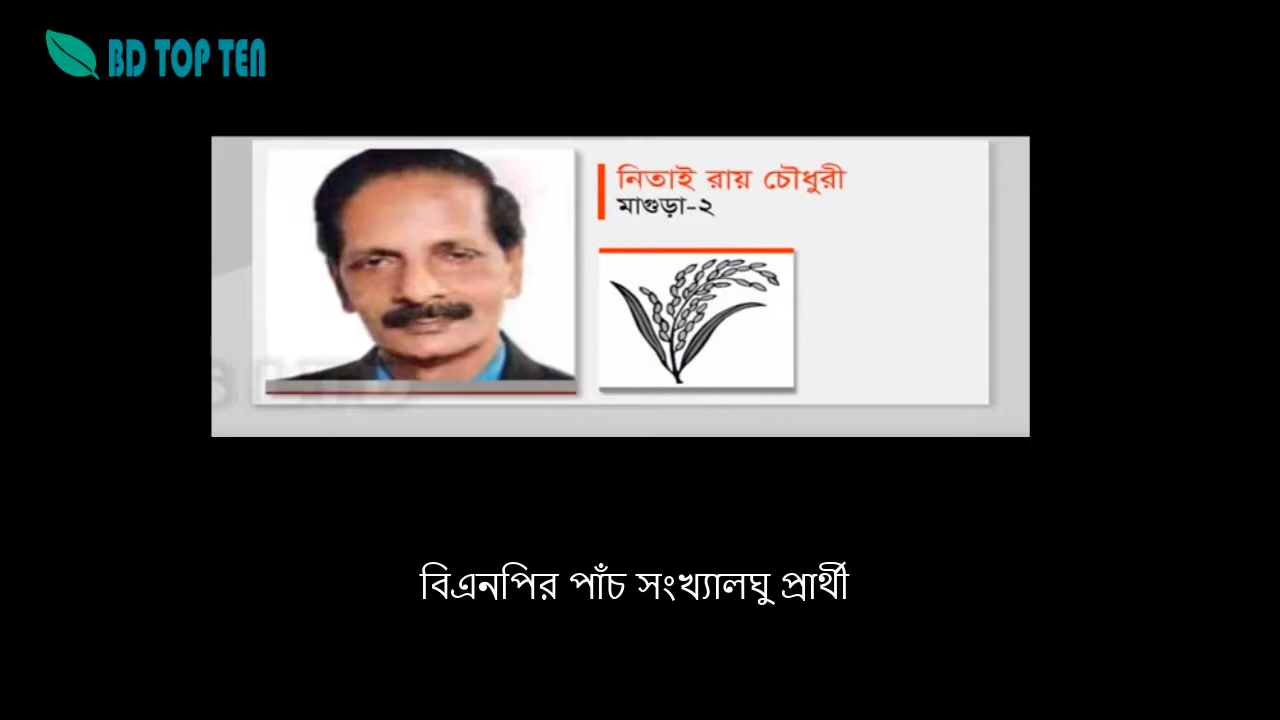 BD TOP TEN
নিতাই রায় চৌধুরী
মাগুড়া-২
বিএনপির পাঁচ সংখ্যালঘু প্রার্থী